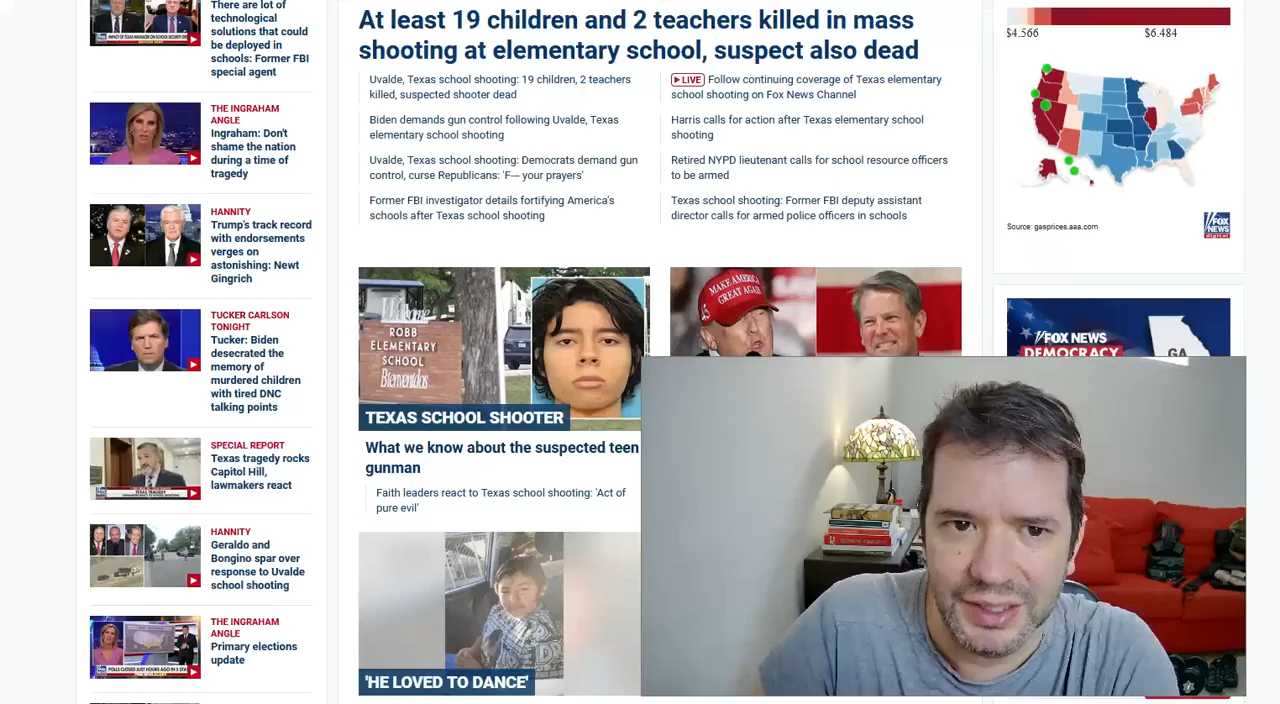 There are lot of
technological
solutions that could
be deployed in
schools: Former FBI
special agent
THE INGRAHAM
ANGLE
Ingraham: Don't
shame the nation
during a time of
tragedy
HANNITY
Trump's track record
with endorsements
verges on
astonishing: Newt
Gingrich
TUCKER CARLSON
TONIGHT
Tucker: Biden
desecrated the
memory of
murdered children
with tired DNC
talking points
SPECIAL REPORT
Texas tragedy rocks
Capitol Hill,
lawmakers react
HANNITY
Geraldo and
Bongino spar over
response to Uvalde
school shooting
THE INGRAHAM
ANGLE
Primary elections
update
At least 19 children and 2 teachers killed in mass
shooting at elementary school, suspect also dead
Uvalde, Texas school shooting: 19 children, 2 teachers
killed, suspected shooter dead
Biden demands gun control following Uvalde, Texas
elementary school shooting
Uvalde, Texas school shooting: Democrats demand gun
control, curse Republicans: 'F— your prayers'
Former FBI investigator details fortifying America's
schools after Texas school shooting
LIVE Follow continuing coverage of Texas elementary
school shooting on Fox News Channel
Harris calls for action after Texas elementary school
shooting
Retired NYPD lieutenant calls for school resource officers
to be armed
Texas school shooting: Former FBI deputy assistant
director calls for armed police officers in schools
Welcome
ROBB
ELEMENTARY
SCHOOL
Bienvenidos
TEXAS SCHOOL SHOOTER
What we know about the suspected teen
gunman
Faith leaders react to Texas school shooting: 'Act of
pure evil'
'HE LOVED TO DANCE'
MAKE AMERICA
GREAT AGAIN
45
$4.566 $6.484
Source: gasprices.aaa.com
FOX
NEWS
digital
FOX NEWS
DEMOCRACY
GA